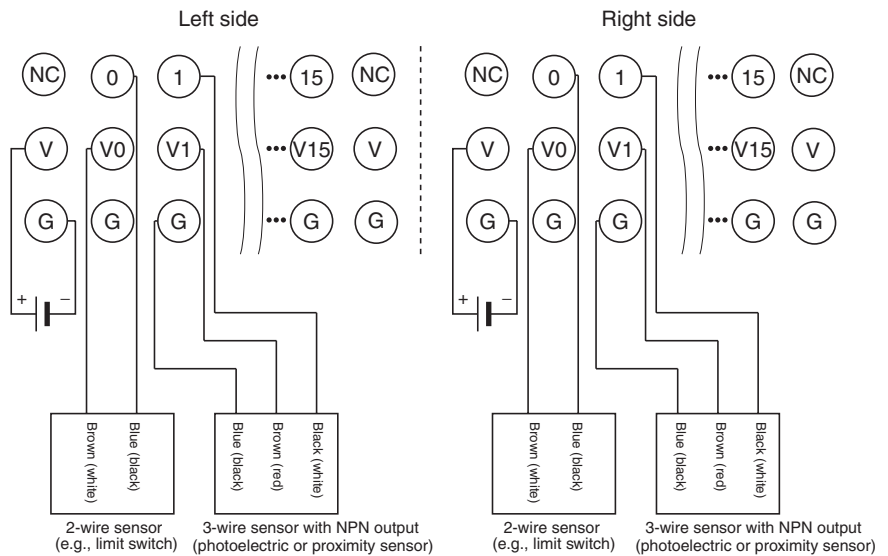 Left side Right side
NC 0 1 ••• 15 NC NC 0 1 ••• 15 NC
V V0 V1 ••• V15 V V V0 V1 ••• V15 V
G G G ••• G G G G G ••• G G
+ − + −
Brown (white) Blue (black) Blue (black) Brown (red) Black (white) Brown (white) Blue (black) Blue (black) Brown (red) Black (white)
2-wire sensor 3-wire sensor with NPN output 2-wire sensor 3-wire sensor with NPN output
(e.g., limit switch) (photoelectric or proximity sensor) (e.g., limit switch) (photoelectric or proximity sensor)